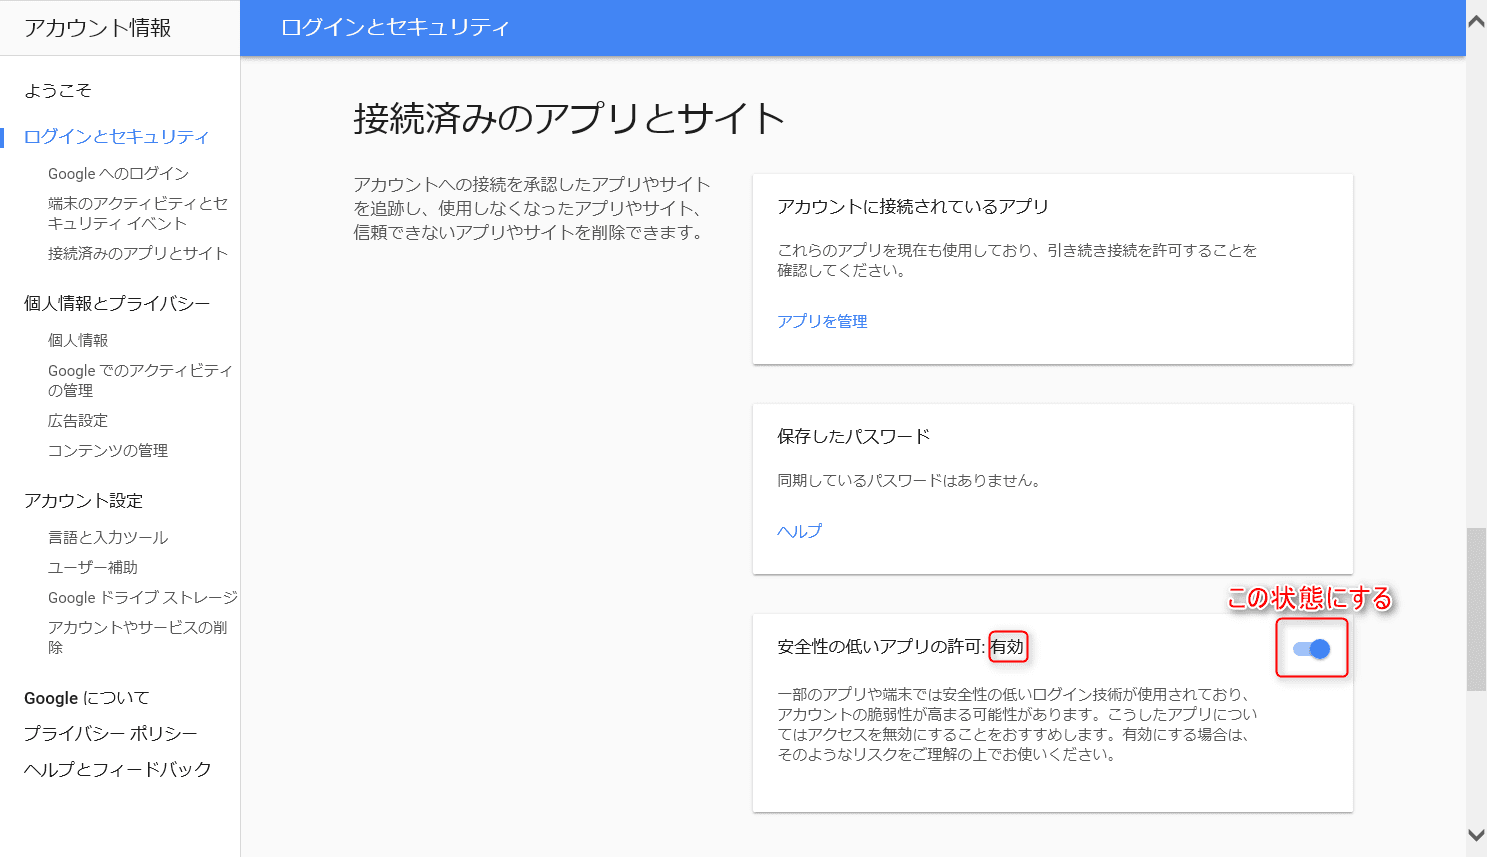 アカウント情報
ログインとセキュリティ
ようこそ
ログインとセキュリティ
Google へのログイン
端末のアクティビティとセ
キュリティ イベント
接続済みのアプリとサイト
個人情報とプライバシー
個人情報
Google でのアクティビティ
の管理
広告設定
コンテンツの管理
アカウント設定
言語と入力ツール
ユーザー補助
Google ドライブ ストレージ
アカウントやサービスの削
除
Google について
プライバシー ポリシー
ヘルプとフィードバック
接続済みのアプリとサイト
アカウントへの接続を承認したアプリやサイト
を追跡し、使用しなくなったアプリやサイト、
信頼できないアプリやサイトを削除できます。
アカウントに接続されているアプリ
これらのアプリを現在も使用しており、引き続き接続を許可することを
確認してください。
アプリを管理
保存したパスワード
同期しているパスワードはありません。
ヘルプ
この状態にする
安全性の低いアプリの許可: 有効
一部のアプリや端末では安全性の低いログイン技術が使用されており、
アカウントの脆弱性が高まる可能性があります。こうしたアプリについ
てはアクセスを無効にすることをおすすめします。有効にする場合は、
そのようなリスクをご理解の上でお使いください。